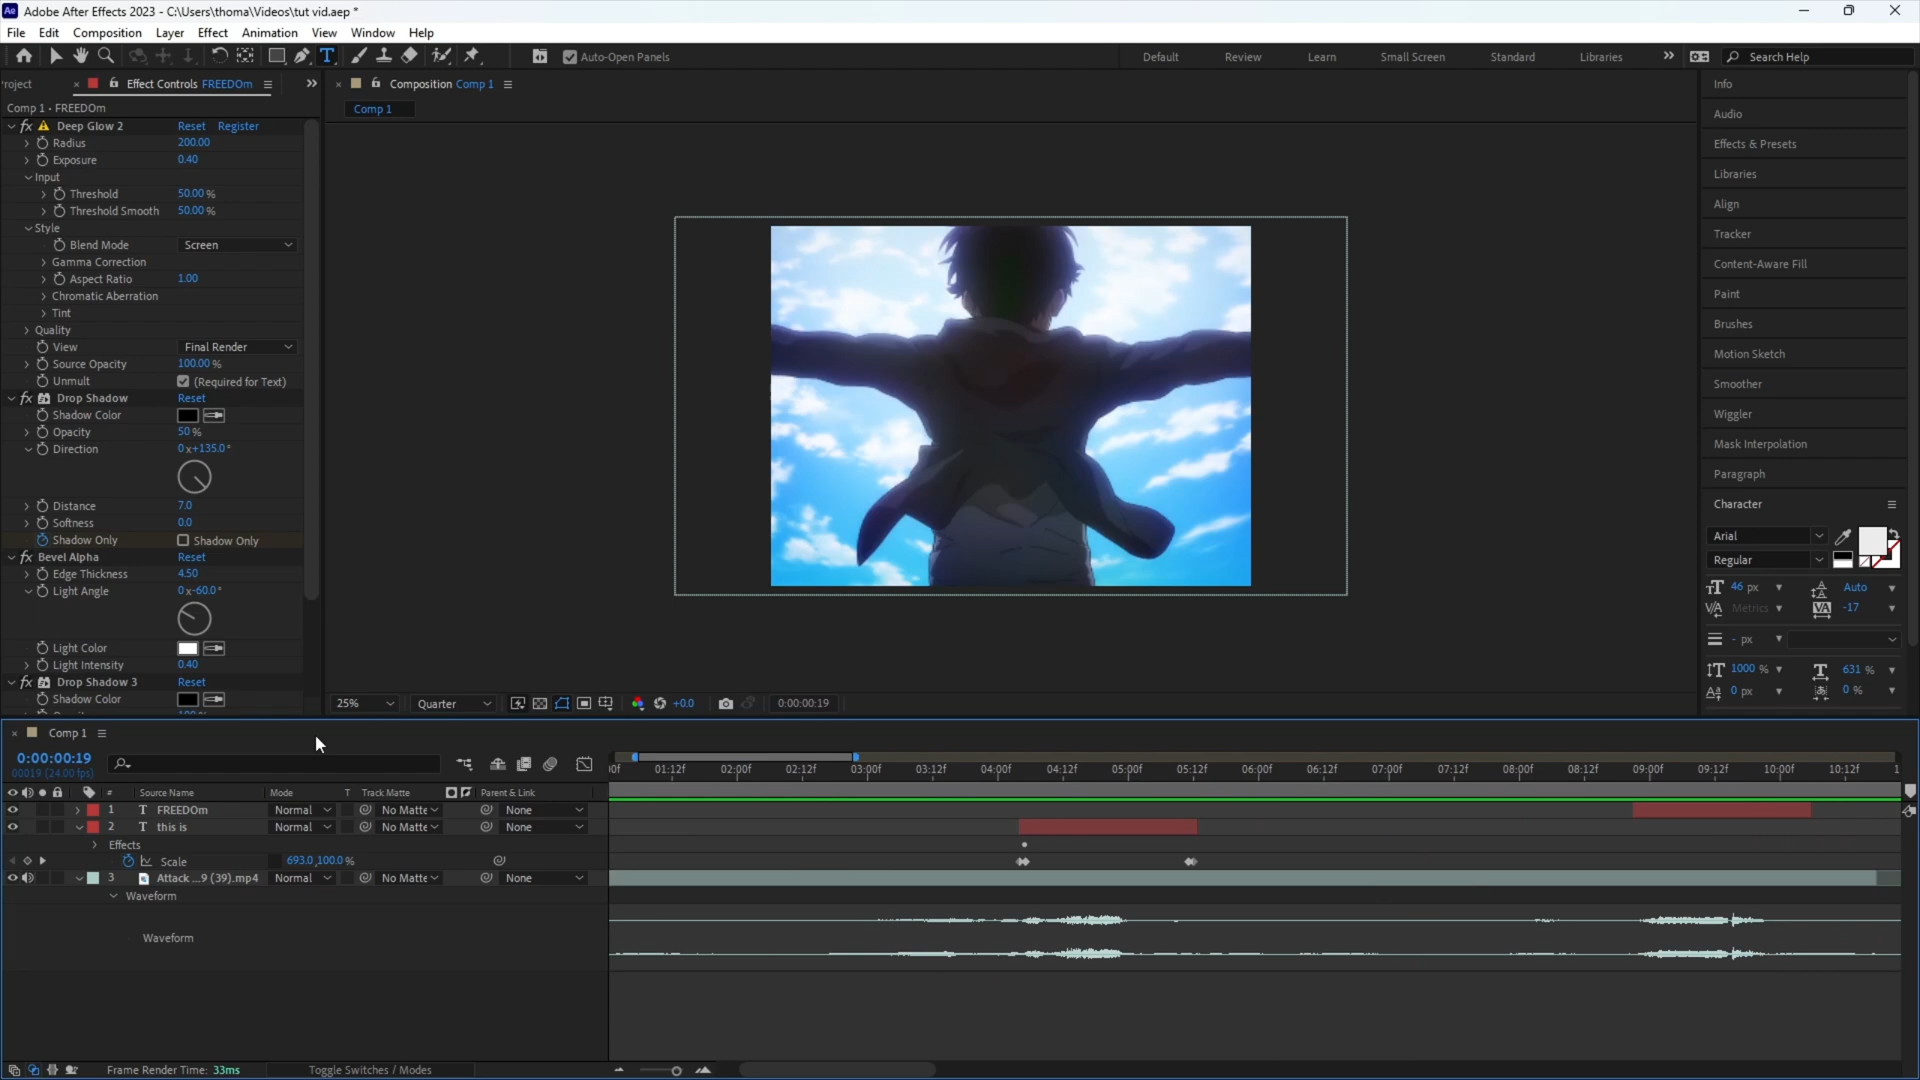 Adobe After Effects 2023 - C:\Users\thoma\Videos\tut vid.aep *
File Edit Composition Layer Effect Animation View Window Help
Auto-Open Panels Default Review Learn Small Screen Standard Libraries Search Help
roject Effect Controls FREEDOm
Composition Comp 1
Comp 1 • FREEDOm
Comp 1
Deep Glow 2 Reset Register
Radius 200.00
Exposure 0.40
Input
Threshold 50.00 %
Threshold Smooth 50.00 %
Style
Blend Mode Screen
Gamma Correction
Aspect Ratio 1.00
Chromatic Aberration
Tint
Quality
View Final Render
Source Opacity 100.00 %
Unmult (Required for Text)
Drop Shadow Reset
Shadow Color
Opacity 50 %
Direction 0x+135.0°
Distance 7.0
Softness 0.0
Shadow Only Shadow Only
Bevel Alpha Reset
Edge Thickness 4.50
Light Angle 0x-60.0°
Light Color
Light Intensity 0.40
Drop Shadow 3 Reset
Shadow Color
25% Quarter +0.0 0:00:00:19
Info
Audio
Effects & Presets
Libraries
Align
Tracker
Content-Aware Fill
Paint
Brushes
Motion Sketch
Smoother
Wiggler
Mask Interpolation
Paragraph
Character
Arial
Regular
46 px Auto
Metrics -17
- px
1000 % 631 %
0 px 0 %
Comp 1
0:00:00:19
00019 (24.00 fps)
00f 01:12f 02:00f 02:12f 03:00f 03:12f 04:00f 04:12f 05:00f 05:12f 06:00f 06:12f 07:00f 07:12f 08:00f 08:12f 09:00f 09:12f 10:00f 10:12f 1
# Source Name Mode T Track Matte Parent & Link
1 T FREEDOm Normal No Matte None
2 T this is Normal No Matte None
Effects
Scale 693.0,100.0 %
3 Attack ...9 (39).mp4 Normal No Matte None
Waveform
Waveform
Frame Render Time: 33ms Toggle Switches / Modes